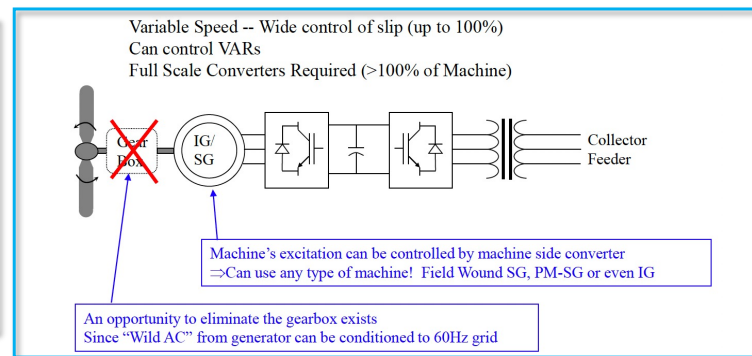 Variable Speed -- Wide control of slip (up to 100%)
Can control VARs
Full Scale Converters Required (>100% of Machine)
Gear
Box
IG/
SG
Collector
Feeder
Machine’s excitation can be controlled by machine side converter
⇒Can use any type of machine! Field Wound SG, PM-SG or even IG
An opportunity to eliminate the gearbox exists
Since “Wild AC” from generator can be conditioned to 60Hz grid